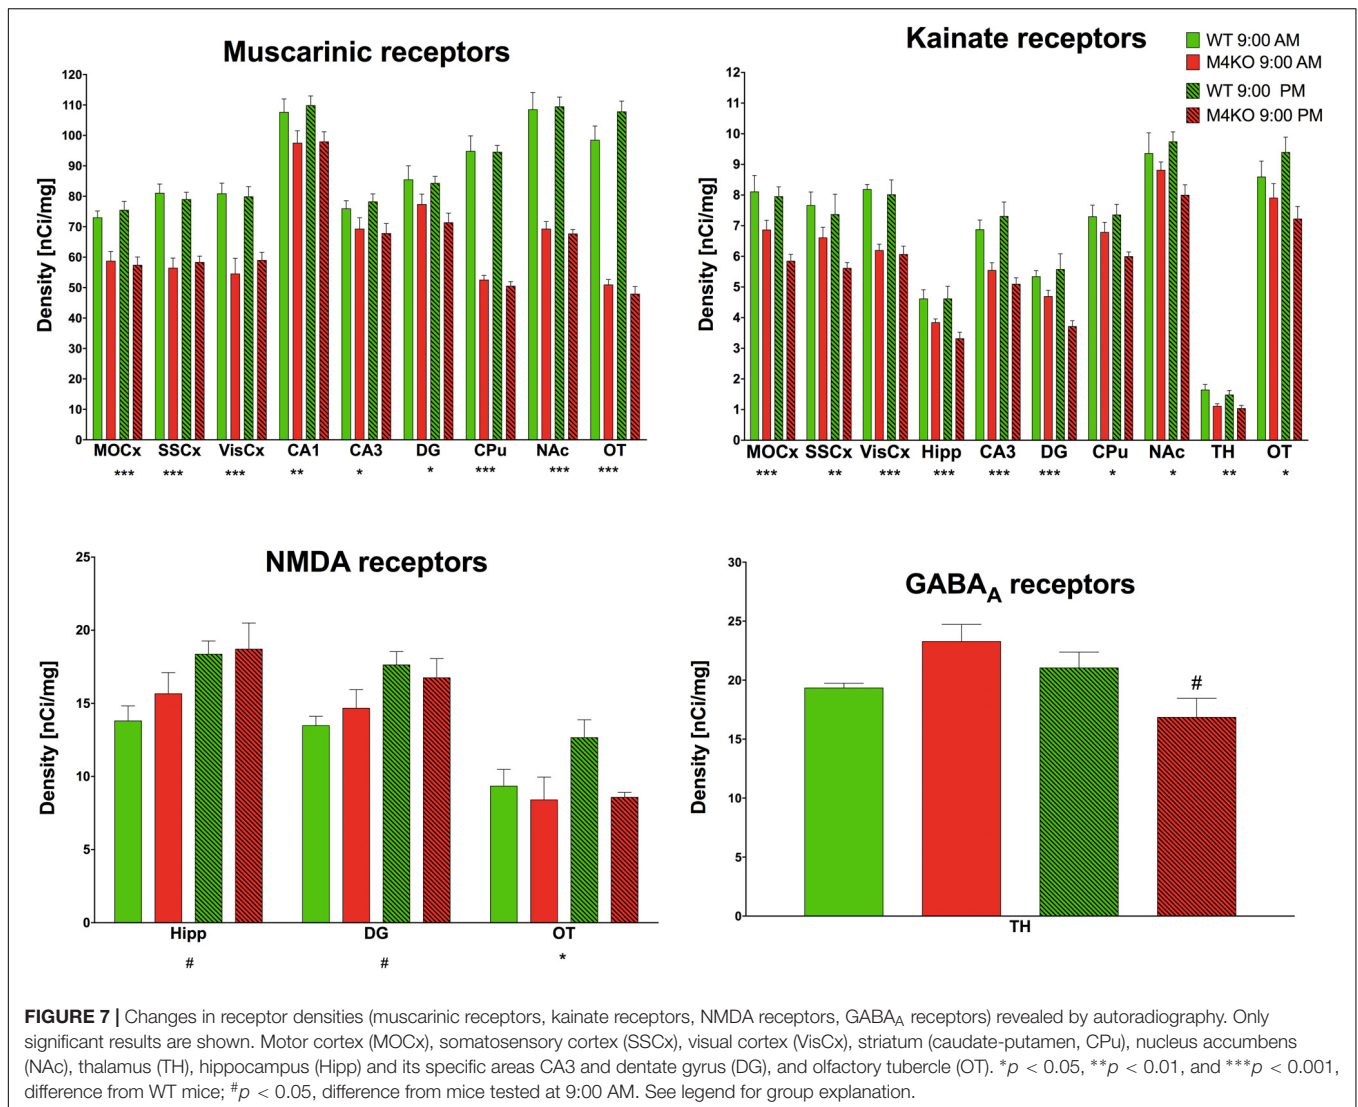 Muscarinic receptors
Density [nCi/mg]
120
110
100
90
80
70
60
50
40
30
20
10
0
MOCx SSCx VisCx CA1 CA3 DG CPu NAc OT
*** *** *** ** * * *** *** ***
Kainate receptors
WT 9:00 AM
M4KO 9:00 AM
WT 9:00 PM
M4KO 9:00 PM
Density [nCi/mg]
12
11
10
9
8
7
6
5
4
3
2
1
0
MOCx SSCx VisCx Hipp CA3 DG CPu NAc TH OT
*** ** *** *** *** *** * * ** *
NMDA receptors
Density [nCi/mg]
25
20
15
10
5
0
Hipp DG OT
# # *
GABAA receptors
Density [nCi/mg]
30
25
20
15
10
5
0
#
TH
FIGURE 7 | Changes in receptor densities (muscarinic receptors, kainate receptors, NMDA receptors, GABAA receptors) revealed by autoradiography. Only
significant results are shown. Motor cortex (MOCx), somatosensory cortex (SSCx), visual cortex (VisCx), striatum (caudate-putamen, CPu), nucleus accumbens
(NAc), thalamus (TH), hippocampus (Hipp) and its specific areas CA3 and dentate gyrus (DG), and olfactory tubercle (OT). *p < 0.05, **p < 0.01, and ***p < 0.001,
difference from WT mice; #p < 0.05, difference from mice tested at 9:00 AM. See legend for group explanation.